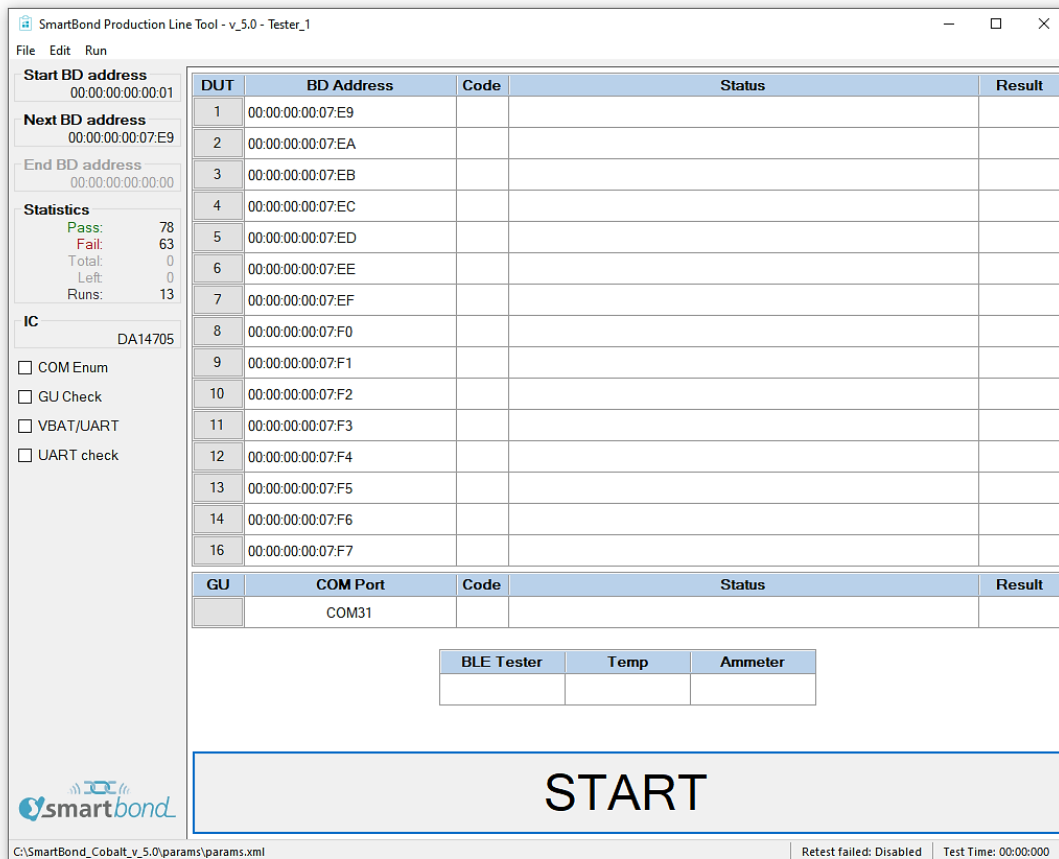 SmartBond Production Line Tool - v_5.0 - Tester_1
File Edit Run
Start BD address
00:00:00:00:00:01
Next BD address
00:00:00:00:07:E9
End BD address
00:00:00:00:00:00
Statistics
Pass: 78
Fail: 63
Total: 0
Left: 0
Runs: 13
IC
DA14705
COM Enum
GU Check
VBAT/UART
UART check
smartbond
DUT BD Address Code Status Result
1 00:00:00:00:07:E9
2 00:00:00:00:07:EA
3 00:00:00:00:07:EB
4 00:00:00:00:07:EC
5 00:00:00:00:07:ED
6 00:00:00:00:07:EE
7 00:00:00:00:07:EF
8 00:00:00:00:07:F0
9 00:00:00:00:07:F1
10 00:00:00:00:07:F2
11 00:00:00:00:07:F3
12 00:00:00:00:07:F4
13 00:00:00:00:07:F5
14 00:00:00:00:07:F6
16 00:00:00:00:07:F7
GU COM Port Code Status Result
COM31
BLE Tester Temp Ammeter
START
C:\SmartBond_Cobalt_v_5.0\params\params.xml Retest failed: Disabled Test Time: 00:00:000